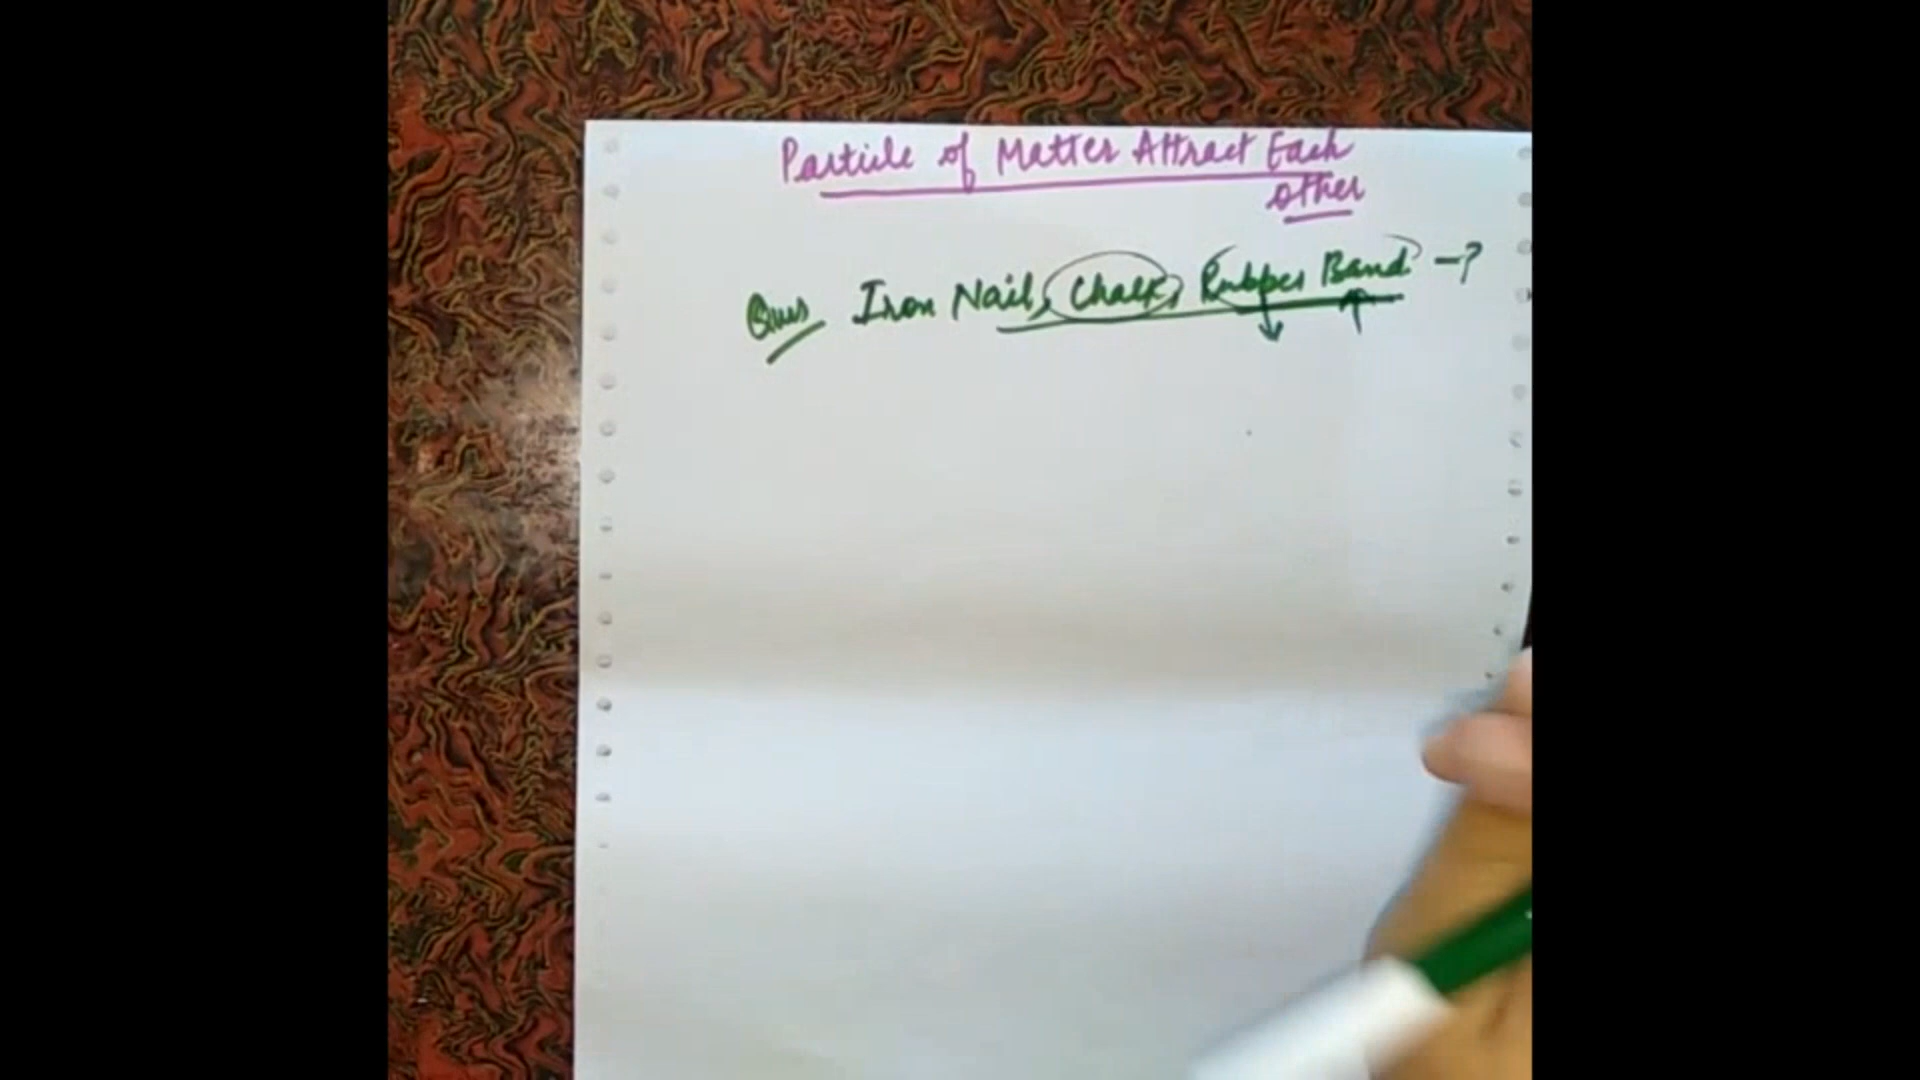 Particle of Matter Attract Each
other
Ques Iron Nail, Chalk, Rubber Band -?